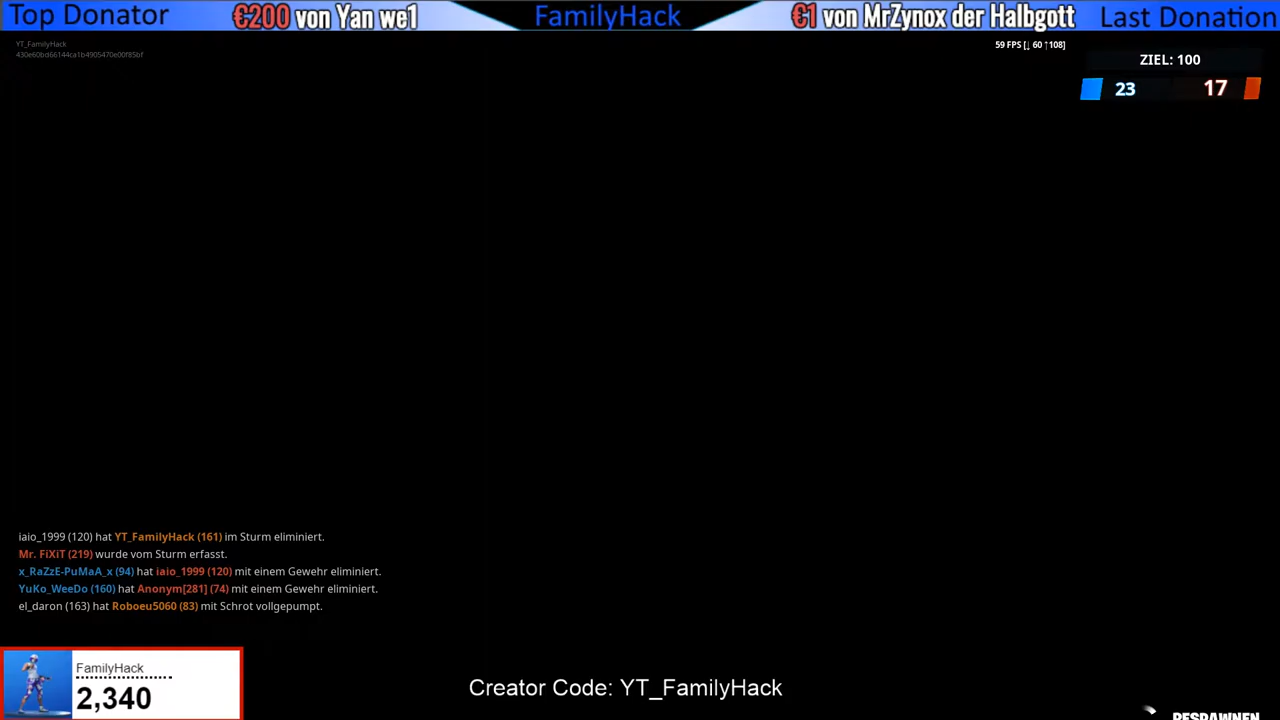 Top Donator €200 von Yan we1 FamilyHack €1 von MrZynox der Halbgott Last Donation
YT_FamilyHack
59 FPS [↓ 60 ↑108]
ZIEL: 100
23 17
iaio_1999 (120) hat YT_FamilyHack (161) im Sturm eliminiert.
Mr. FiXiT (219) wurde vom Sturm erfasst.
x_RaZzE-PuMaA_x (94) hat iaio_1999 (120) mit einem Gewehr eliminiert.
YuKo_WeeDo (160) hat Anonym[281] (74) mit einem Gewehr eliminiert.
el_daron (163) hat Roboeu5060 (83) mit Schrot vollgepumpt.
FamilyHack
2,340
Creator Code: YT_FamilyHack
RESPAWNEN